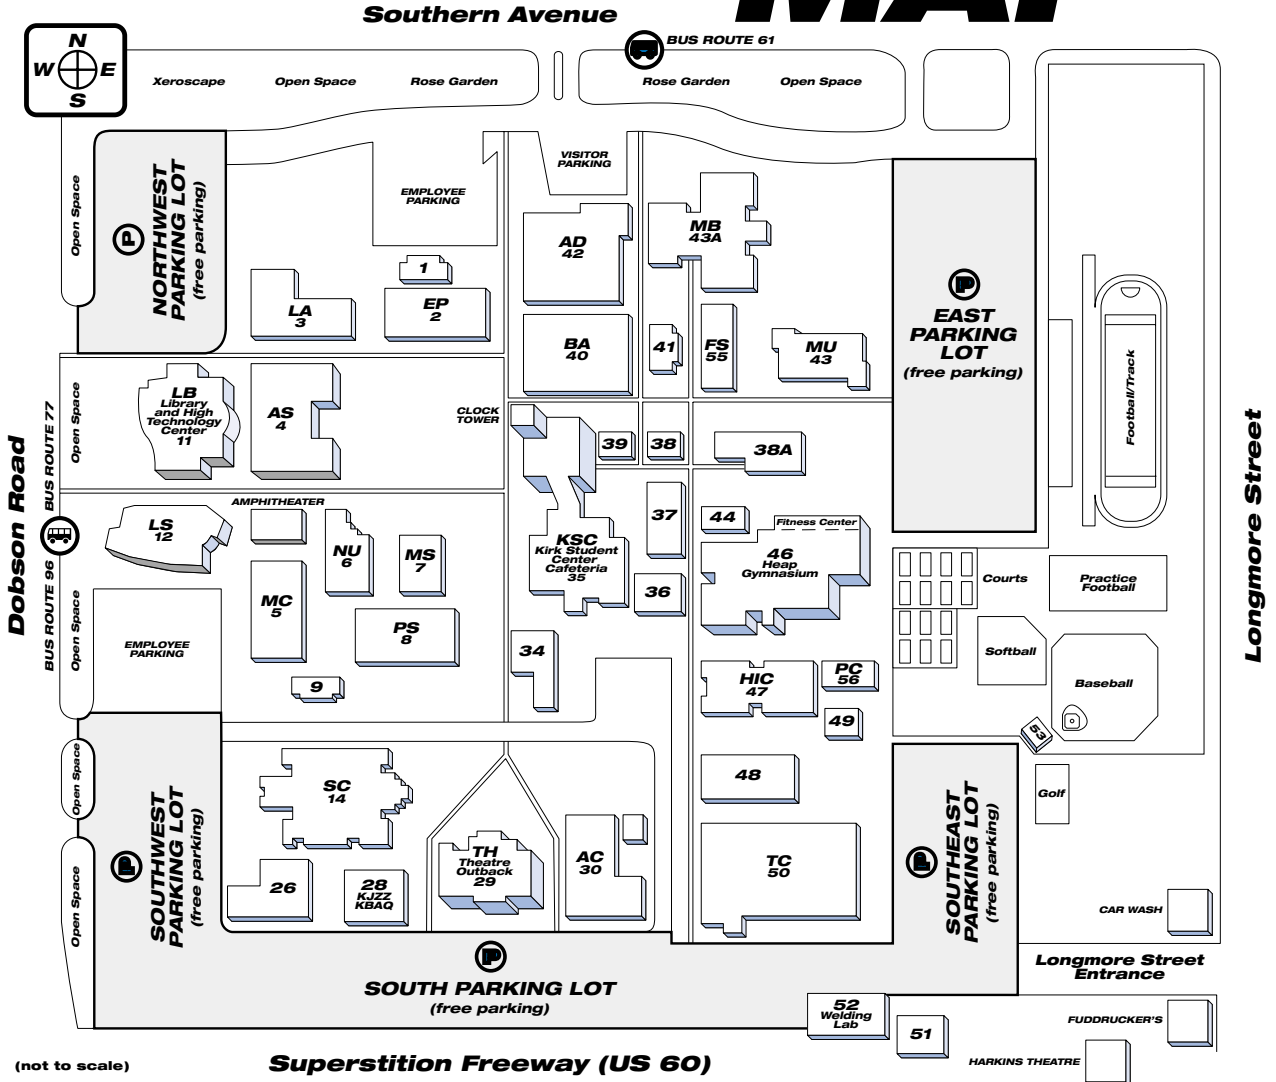 Southern Avenue
MAP
N
W E
S
BUS ROUTE 61
Xeroscape
Open Space
Rose Garden
Rose Garden
Open Space
Open Space
P
NORTHWEST
PARKING LOT
(free parking)
EMPLOYEE
PARKING
VISITOR
PARKING
1
EP
2
LA
3
AD
42
MB
43A
BA
40
41
FS
55
MU
43
P
EAST
PARKING
LOT
(free parking)
Football/Track
Open Space
LB
Library
and High
Technology
Center
11
AS
4
CLOCK
TOWER
39
38
38A
Dobson Road
BUS ROUTE 77
BUS ROUTE 96
Open Space
Longmore Street
LS
12
AMPHITHEATER
NU
6
MS
7
MC
5
PS
8
9
KSC
Kirk Student
Center
Cafeteria
35
37
36
34
44
Fitness Center
46
Heap
Gymnasium
Courts
Practice
Football
Softball
Baseball
53
Golf
EMPLOYEE
PARKING
HIC
47
PC
56
49
48
TC
50
Open Space
Open Space
P
SOUTHWEST
PARKING LOT
(free parking)
SC
14
26
28
KJZZ
KBAQ
TH
Theatre
Outback
29
AC
30
P
SOUTHEAST
PARKING LOT
(free parking)
CAR WASH
Longmore Street
Entrance
P
SOUTH PARKING LOT
(free parking)
52
Welding
Lab
51
FUDDRUCKER'S
HARKINS THEATRE
(not to scale)
Superstition Freeway (US 60)